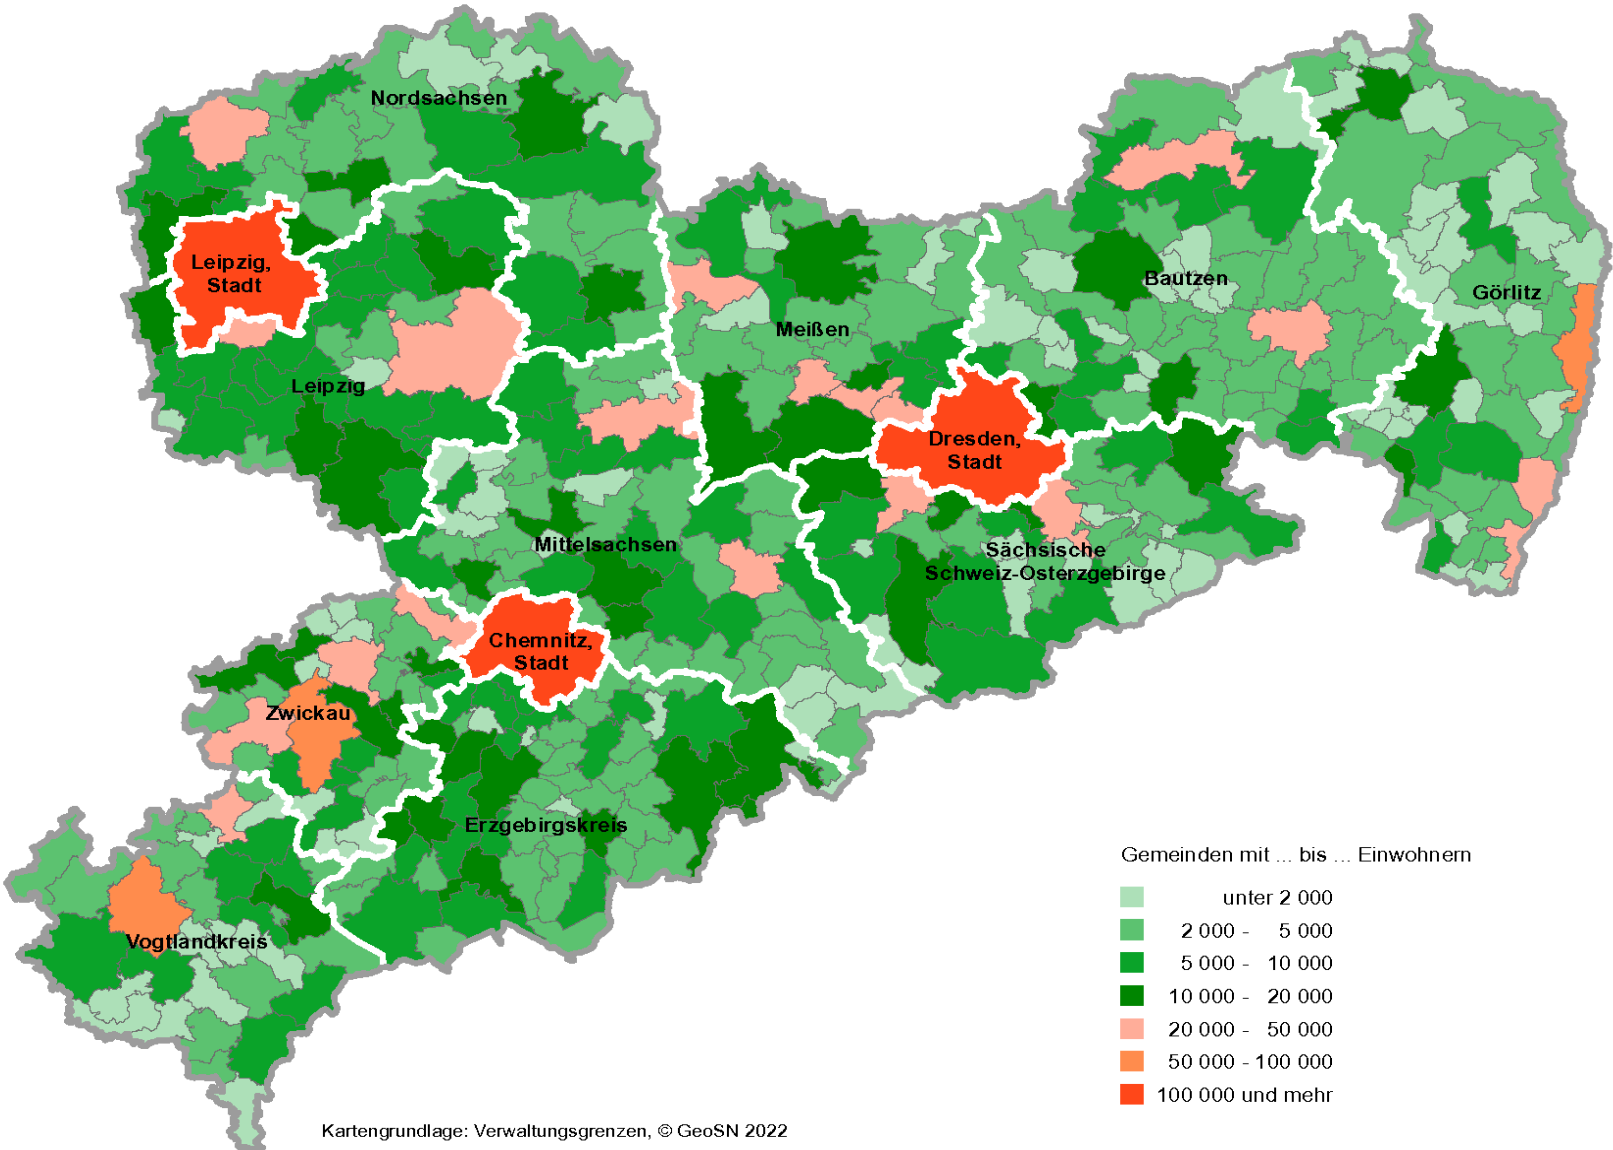 Nordsachsen
Leipzig,
Stadt
Bautzen
Görlitz
Meißen
Leipzig
Dresden,
Stadt
Mittelsachsen
Sächsische
Schweiz-Osterzgebirge
Chemnitz,
Stadt
Zwickau
Erzgebirgskreis
Vogtlandkreis
Gemeinden mit ... bis ... Einwohnern
unter 2 000
2 000 - 5 000
5 000 - 10 000
10 000 - 20 000
20 000 - 50 000
50 000 - 100 000
100 000 und mehr
Kartengrundlage: Verwaltungsgrenzen, © GeoSN 2022